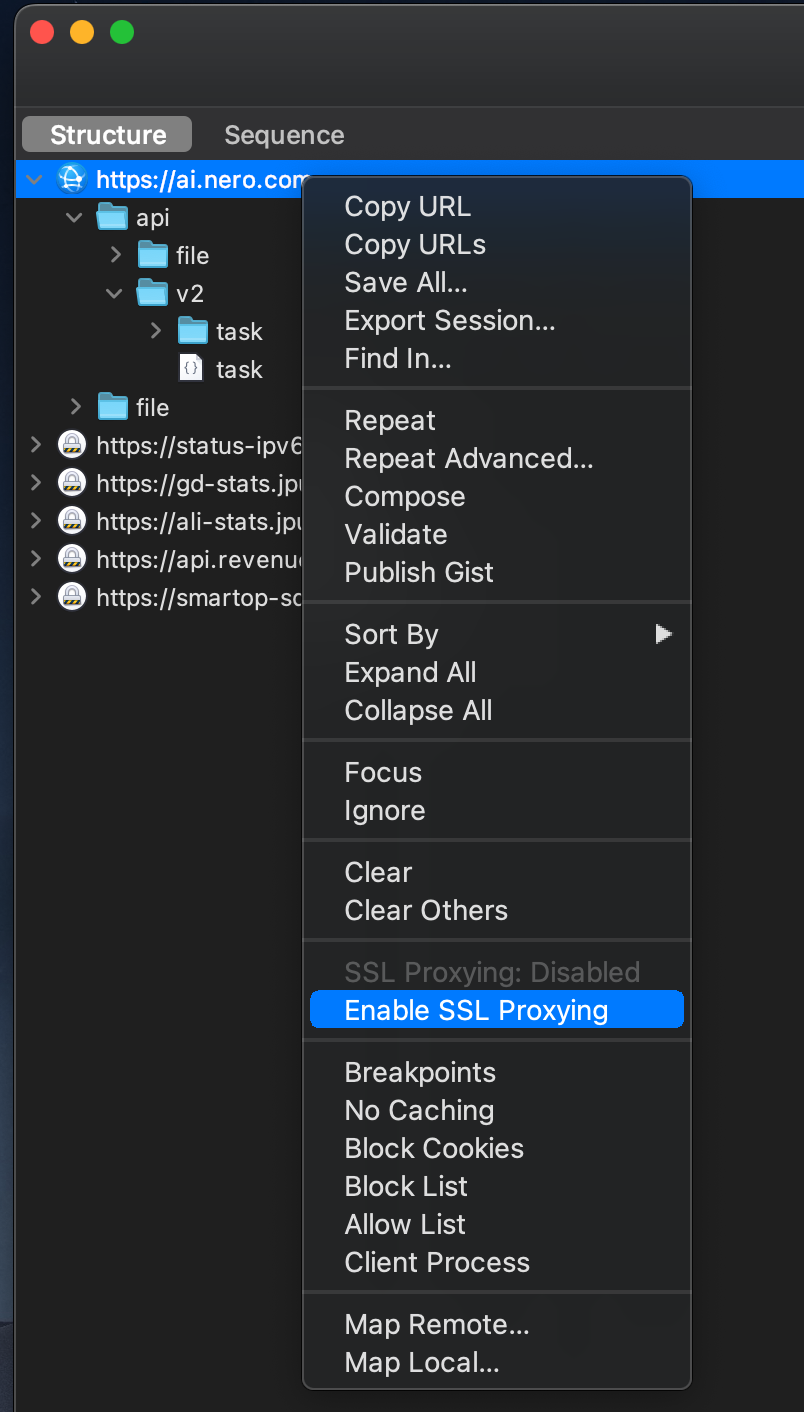 Structure Sequence
https://ai.nero.com
api
file
v2
task
{} task
file
https://status-ipv6
https://gd-stats.jpu
https://ali-stats.jpu
https://api.revenue
https://smartop-sd
Copy URL
Copy URLs
Save All...
Export Session...
Find In...
Repeat
Repeat Advanced...
Compose
Validate
Publish Gist
Sort By
Expand All
Collapse All
Focus
Ignore
Clear
Clear Others
SSL Proxying: Disabled
Enable SSL Proxying
Breakpoints
No Caching
Block Cookies
Block List
Allow List
Client Process
Map Remote...
Map Local...